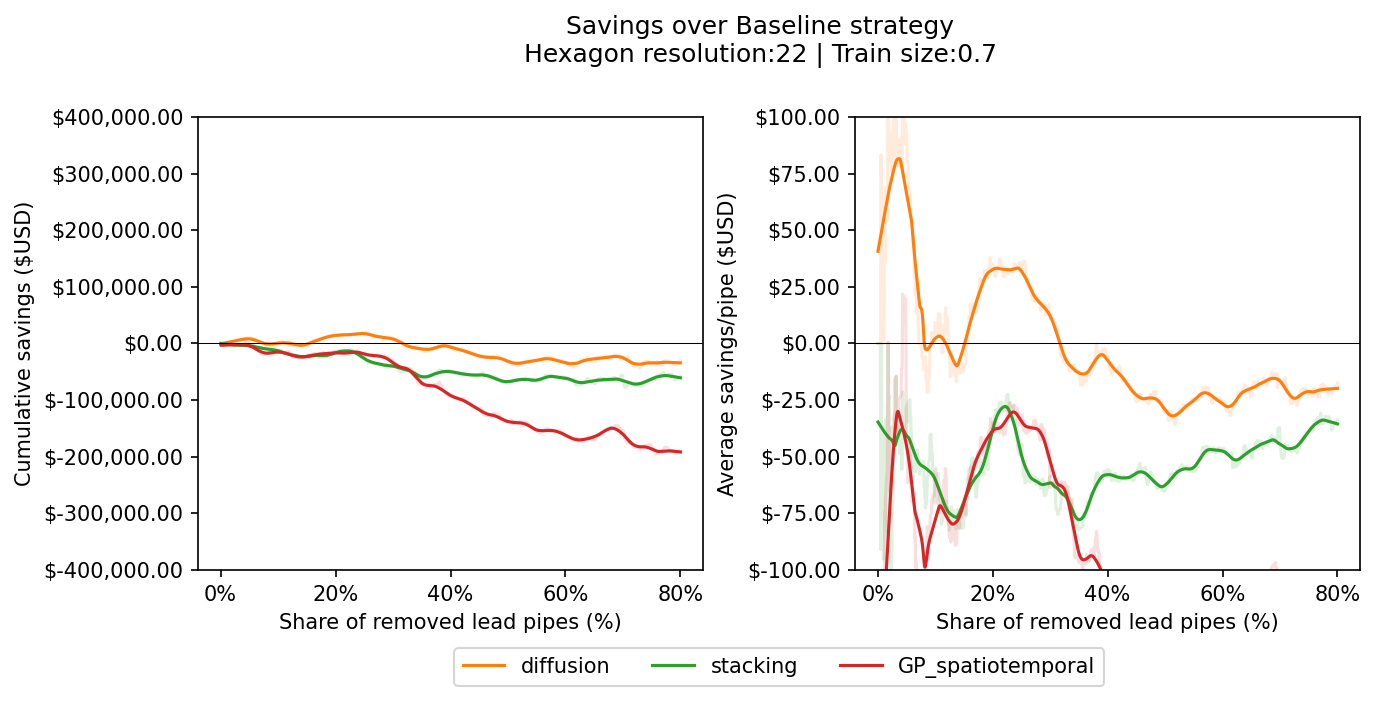 Savings over Baseline strategy
Hexagon resolution:22 | Train size:0.7
Cumulative savings ($USD)
$400,000.00
$300,000.00
$200,000.00
$100,000.00
$0.00
$-100,000.00
$-200,000.00
$-300,000.00
$-400,000.00
0% 20% 40% 60% 80%
Share of removed lead pipes (%)
Average savings/pipe ($USD)
$100.00
$75.00
$50.00
$25.00
$0.00
$-25.00
$-50.00
$-75.00
$-100.00
0% 20% 40% 60% 80%
Share of removed lead pipes (%)
diffusion stacking GP_spatiotemporal